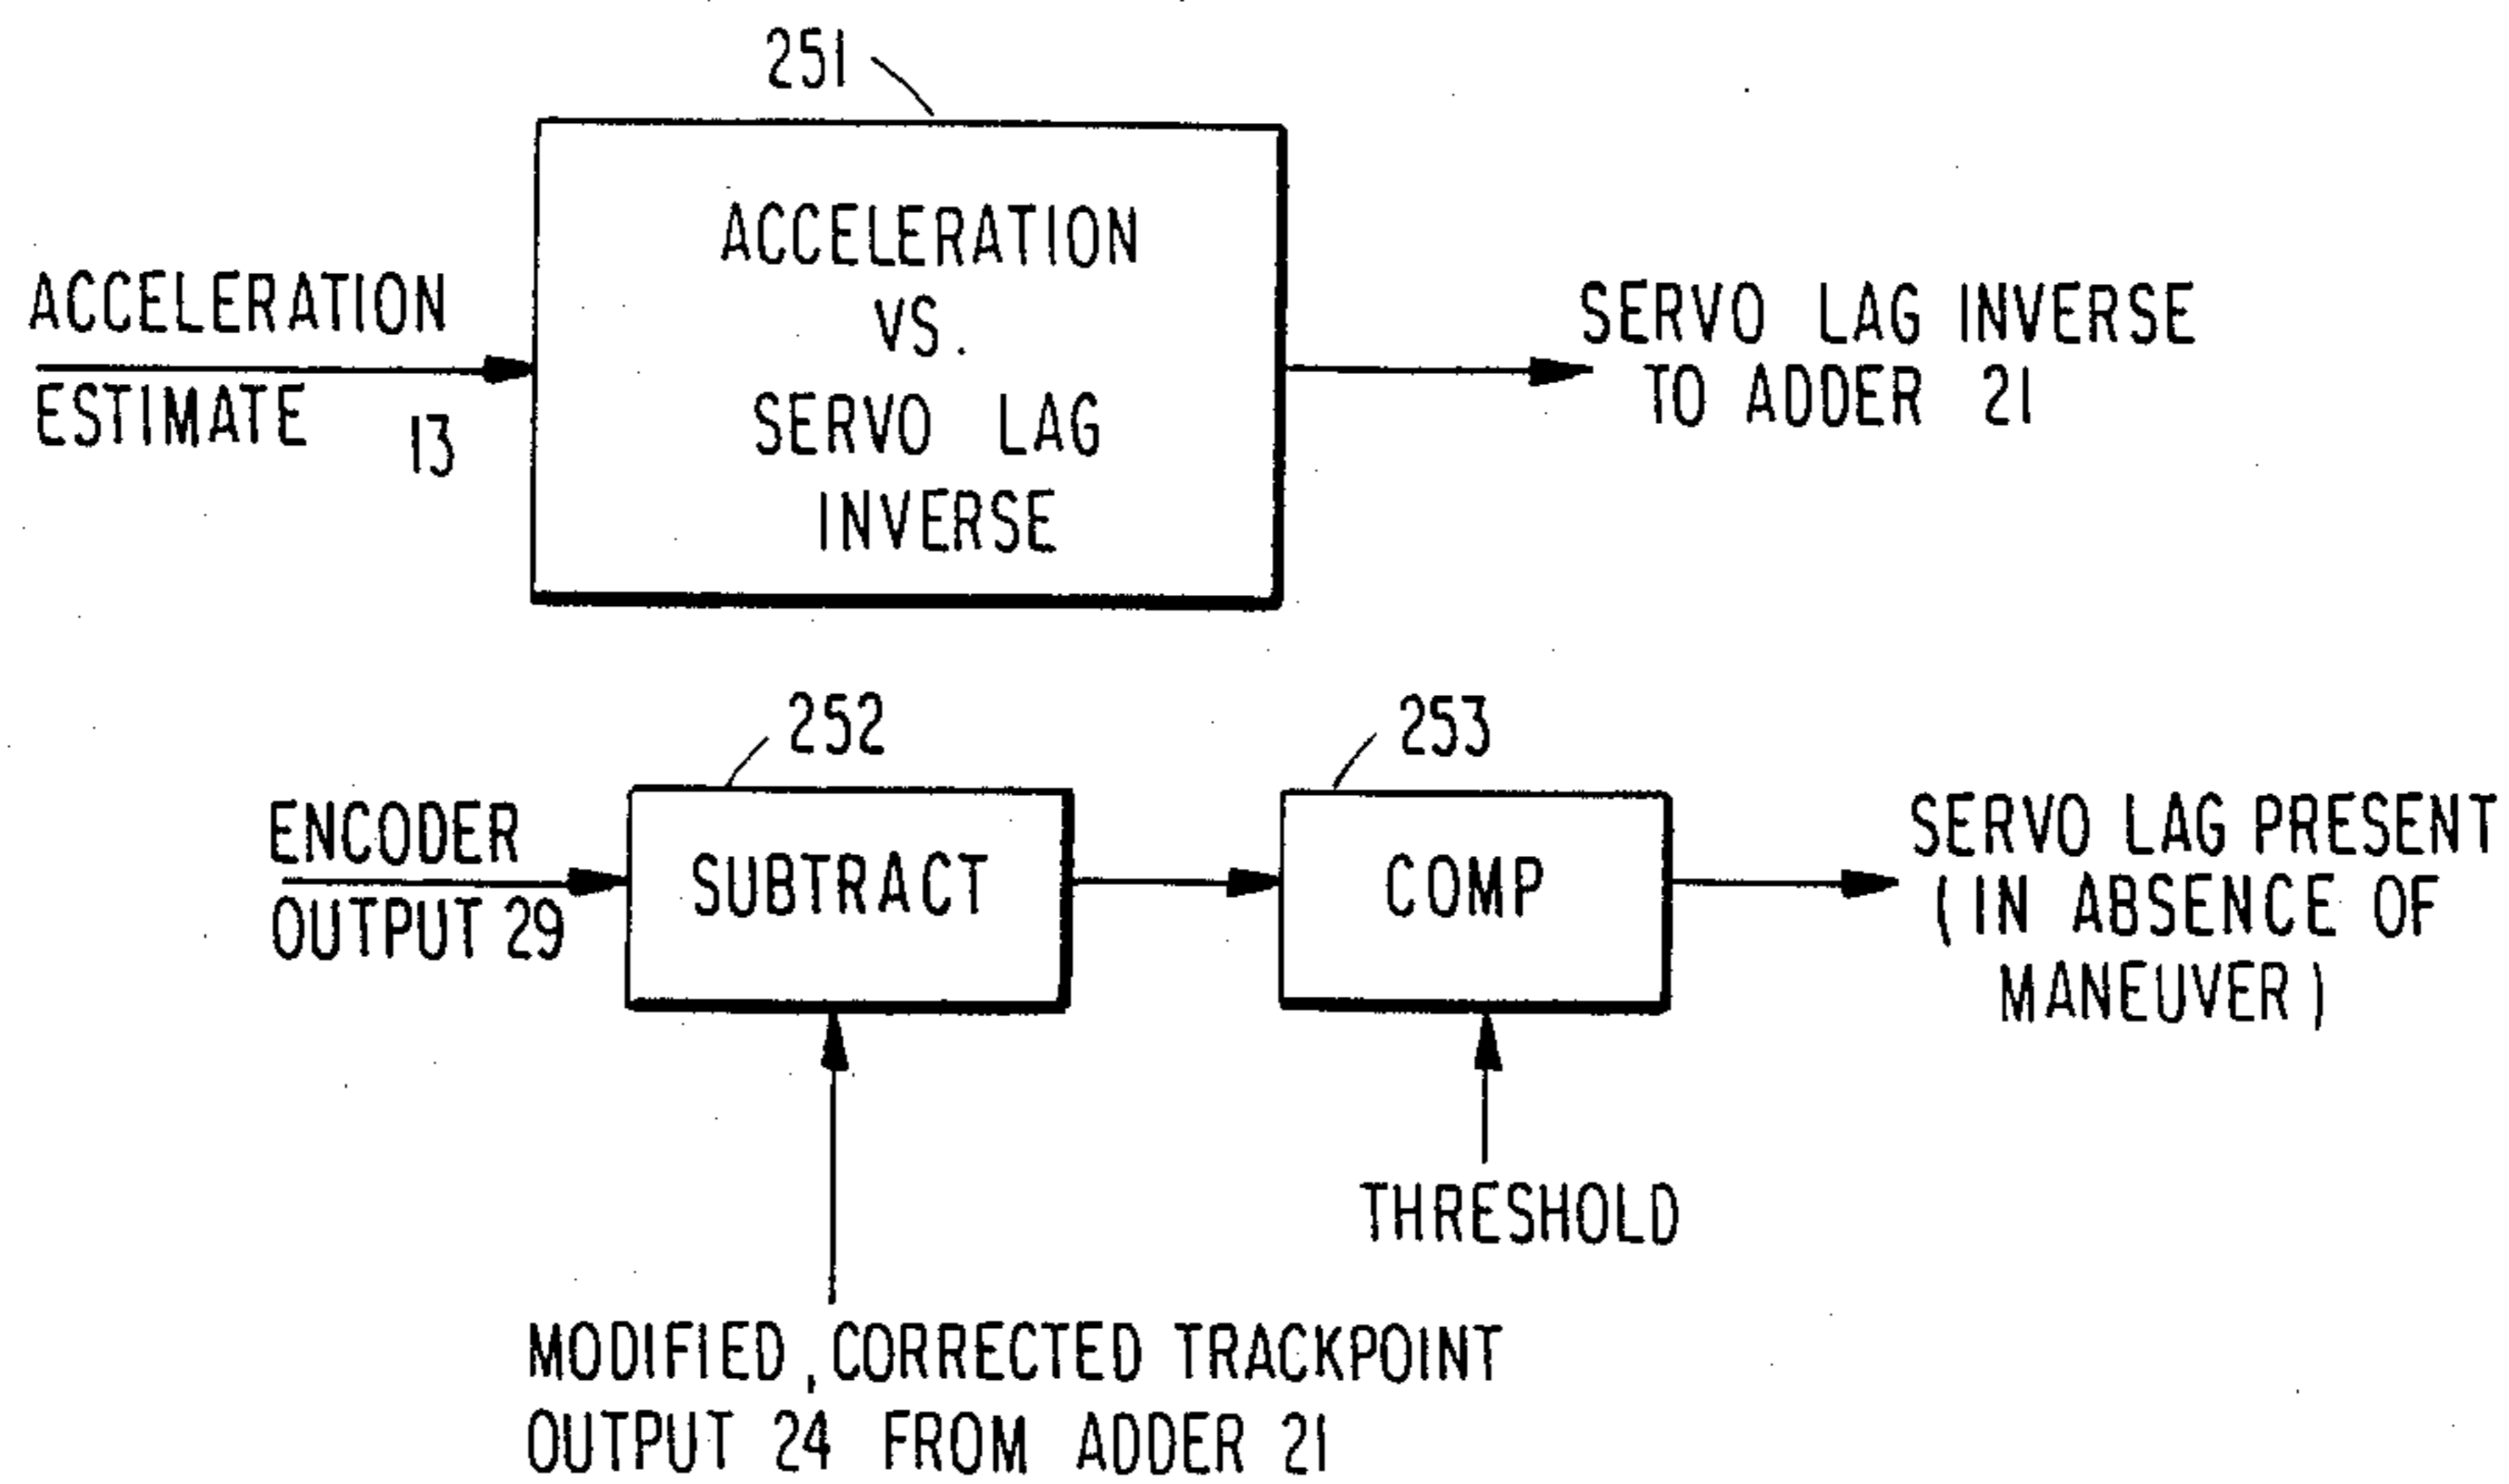 251
ACCELERATION
VS.
SERVO LAG
INVERSE
ACCELERATION
ESTIMATE 13
SERVO LAG INVERSE
TO ADDER 21
252
253
ENCODER
OUTPUT 29
SUBTRACT
COMP
SERVO LAG PRESENT
(IN ABSENCE OF
MANEUVER)
THRESHOLD
MODIFIED, CORRECTED TRACKPOINT
OUTPUT 24 FROM ADDER 21